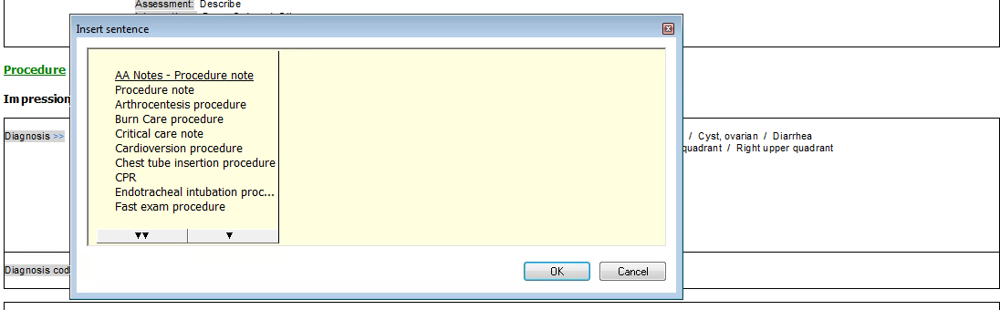 Assessment: Describe
Insert sentence
Procedure
Impression
AA Notes - Procedure note
Procedure note
Arthrocentesis procedure
Burn Care procedure
Critical care note
Cardioversion procedure
Chest tube insertion procedure
CPR
Endotracheal intubation proc...
Fast exam procedure
▼▼ ▼
Diagnosis >> / Cyst, ovarian / Diarrhea
quadrant / Right upper quadrant
OK Cancel
Diagnosis cod